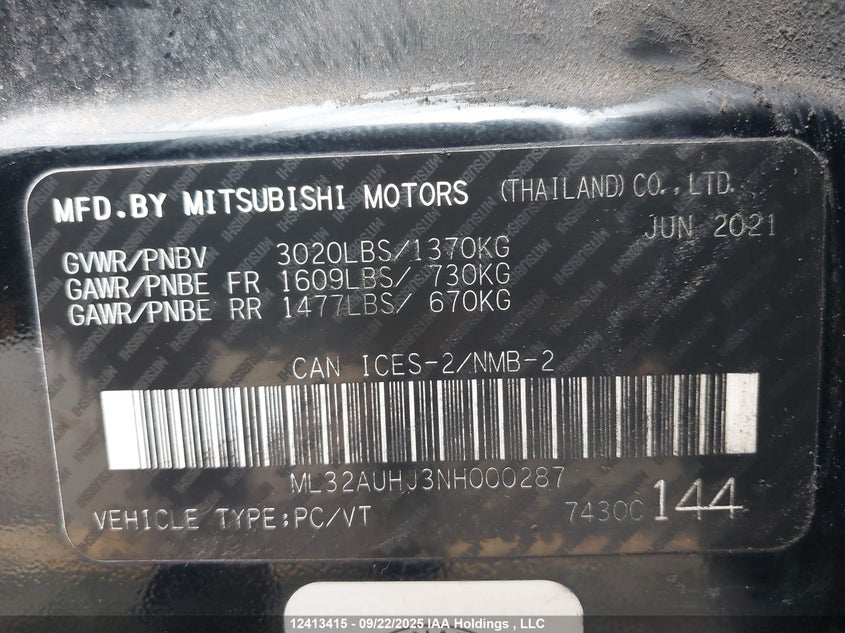 MFD.BY MITSUBISHI MOTORS (THAILAND) CO.,LTD.
JUN 2021
GVWR/PNBV 3020LBS/1370KG
GAWR/PNBE FR 1609LBS/ 730KG
GAWR/PNBE RR 1477LBS/ 670KG
CAN ICES-2/NMB-2
ML32AUHJ3NH000287
VEHICLE TYPE:PC/VT 7430C 144
12413415 - 09/22/2025 IAA Holdings , LLC